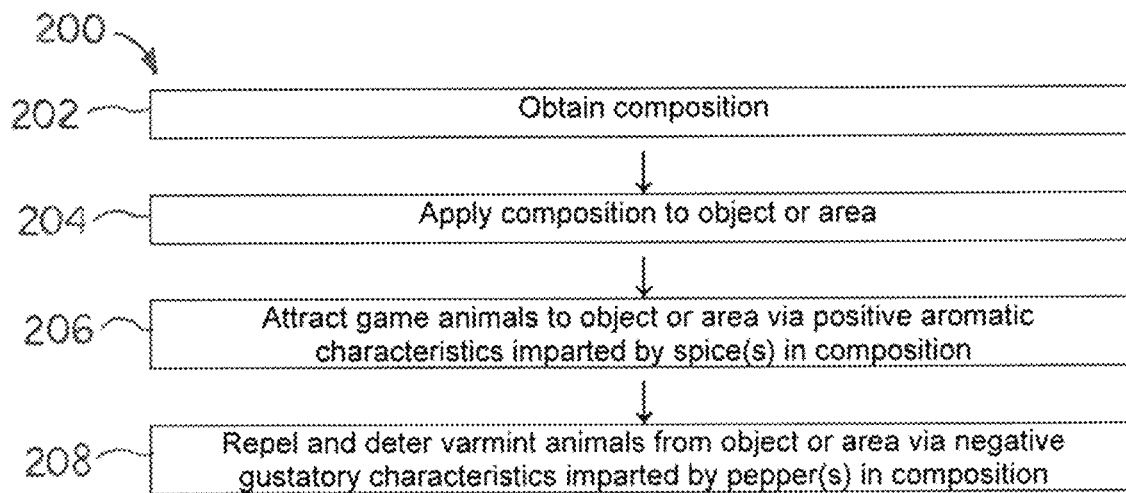 200
202 Obtain composition
204 Apply composition to object or area
206 Attract game animals to object or area via positive aromatic
characteristics imparted by spice(s) in composition
208 Repel and deter varmint animals from object or area via negative
gustatory characteristics imparted by pepper(s) in composition